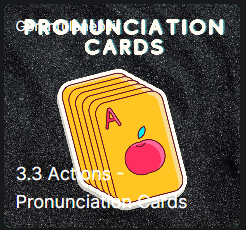 PRONUNCIATION
CARDS
A
3.3 Actions -
Pronunciation Cards